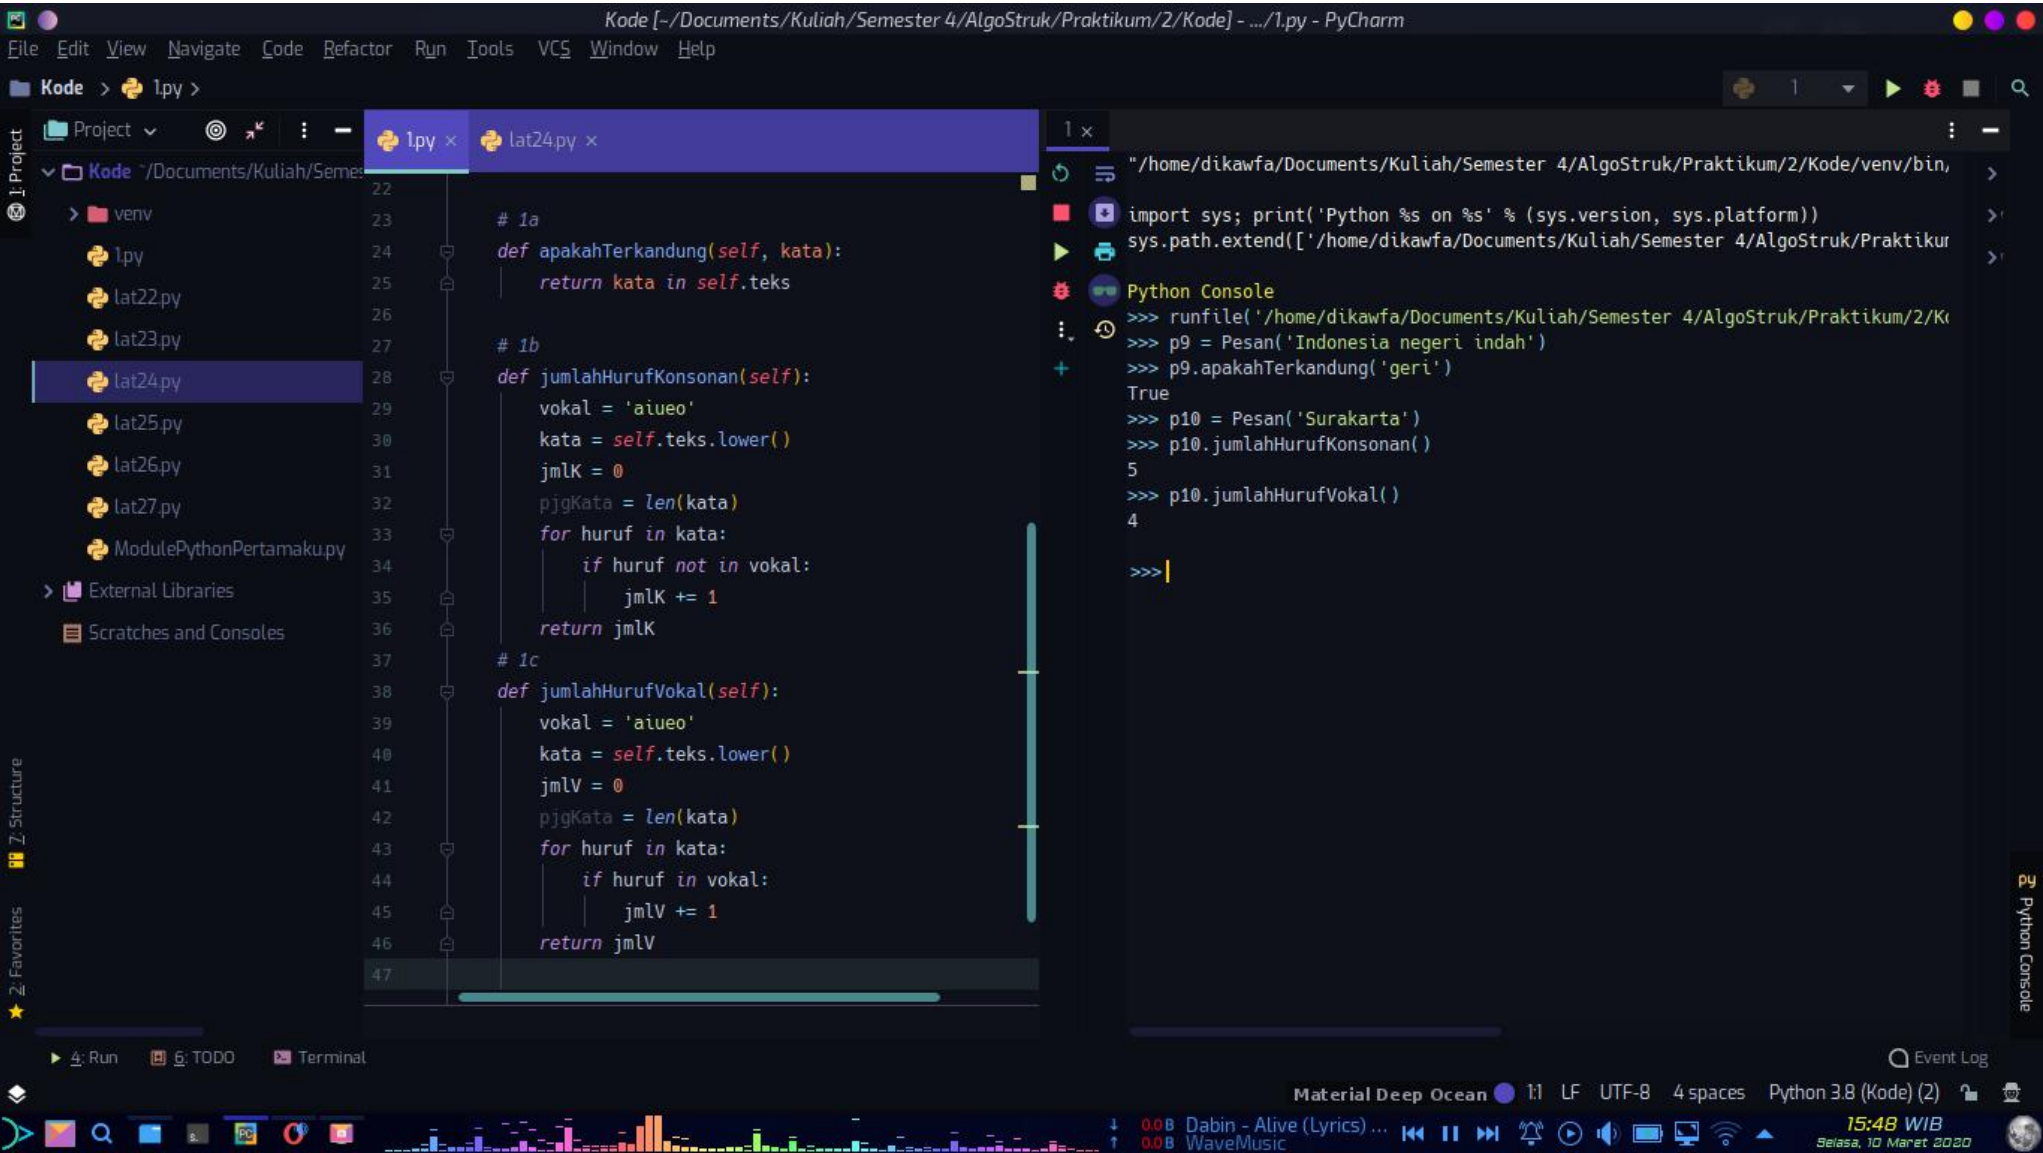 Kode [~/Documents/Kuliah/Semester 4/AlgoStruk/Praktikum/2/Kode] - .../1.py - PyCharm
File Edit View Navigate Code Refactor Run Tools VCS Window Help
Kode > 1.py >
1
1: Project
Project
Kode ~/Documents/Kuliah/Semes
venv
1.py
lat22.py
lat23.py
lat24.py
lat25.py
lat26.py
lat27.py
ModulePythonPertamaku.py
External Libraries
Scratches and Consoles
7: Structure
2: Favorites
1.py × lat24.py ×
22
23 # 1a
24 def apakahTerkandung(self, kata):
25 return kata in self.teks
26
27 # 1b
28 def jumlahHurufKonsonan(self):
29 vokal = 'aiueo'
30 kata = self.teks.lower()
31 jmlK = 0
32 pjgKata = len(kata)
33 for huruf in kata:
34 if huruf not in vokal:
35 jmlK += 1
36 return jmlK
37 # 1c
38 def jumlahHurufVokal(self):
39 vokal = 'aiueo'
40 kata = self.teks.lower()
41 jmlV = 0
42 pjgKata = len(kata)
43 for huruf in kata:
44 if huruf in vokal:
45 jmlV += 1
46 return jmlV
47
1 ×
"/home/dikawfa/Documents/Kuliah/Semester 4/AlgoStruk/Praktikum/2/Kode/venv/bin/
import sys; print('Python %s on %s' % (sys.version, sys.platform))
sys.path.extend(['/home/dikawfa/Documents/Kuliah/Semester 4/AlgoStruk/Praktikum
Python Console
>>> runfile('/home/dikawfa/Documents/Kuliah/Semester 4/AlgoStruk/Praktikum/2/Ko
>>> p9 = Pesan('Indonesia negeri indah')
>>> p9.apakahTerkandung('geri')
True
>>> p10 = Pesan('Surakarta')
>>> p10.jumlahHurufKonsonan()
5
>>> p10.jumlahHurufVokal()
4
>>>
Python Console
4: Run 6: TODO Terminal
Event Log
Material Deep Ocean 1:1 LF UTF-8 4 spaces Python 3.8 (Kode) (2)
0.0B Dabin - Alive (Lyrics) ...
0.0B WaveMusic
15:48 WIB
Selasa, 10 Maret 2020